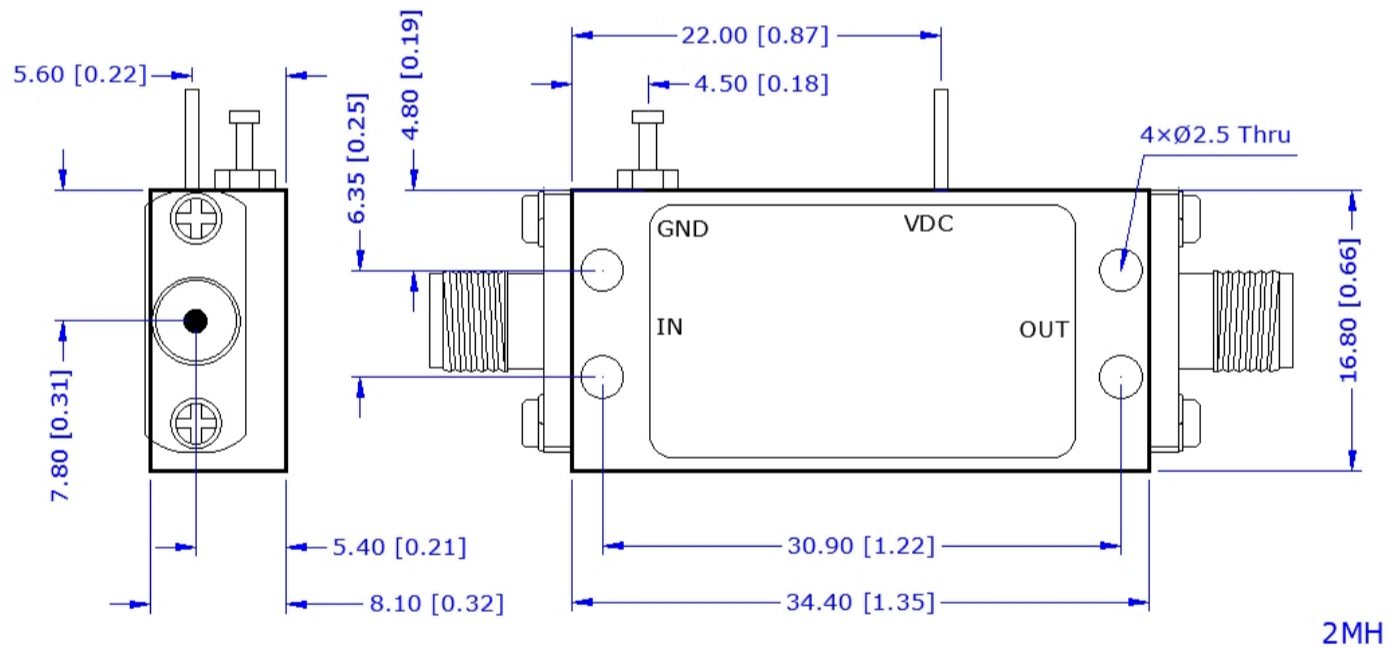 22.00 [0.87]
5.60 [0.22]
4.80 [0.19]
4.50 [0.18]
6.35 [0.25]
4×Ø2.5 Thru
GND
VDC
IN
OUT
16.80 [0.66]
7.80 [0.31]
5.40 [0.21]
30.90 [1.22]
8.10 [0.32]
34.40 [1.35]
2MH